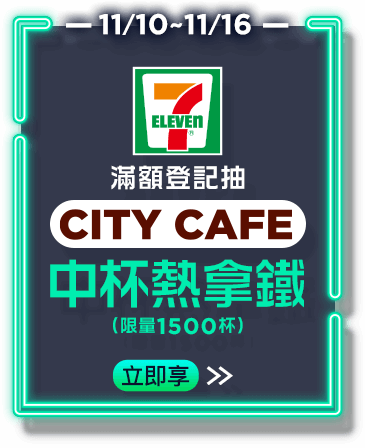 11/10~11/16
7
ELEVEN
滿額登記抽
CITY CAFE
中杯熱拿鐵
(限量1500杯)
立即享 >>